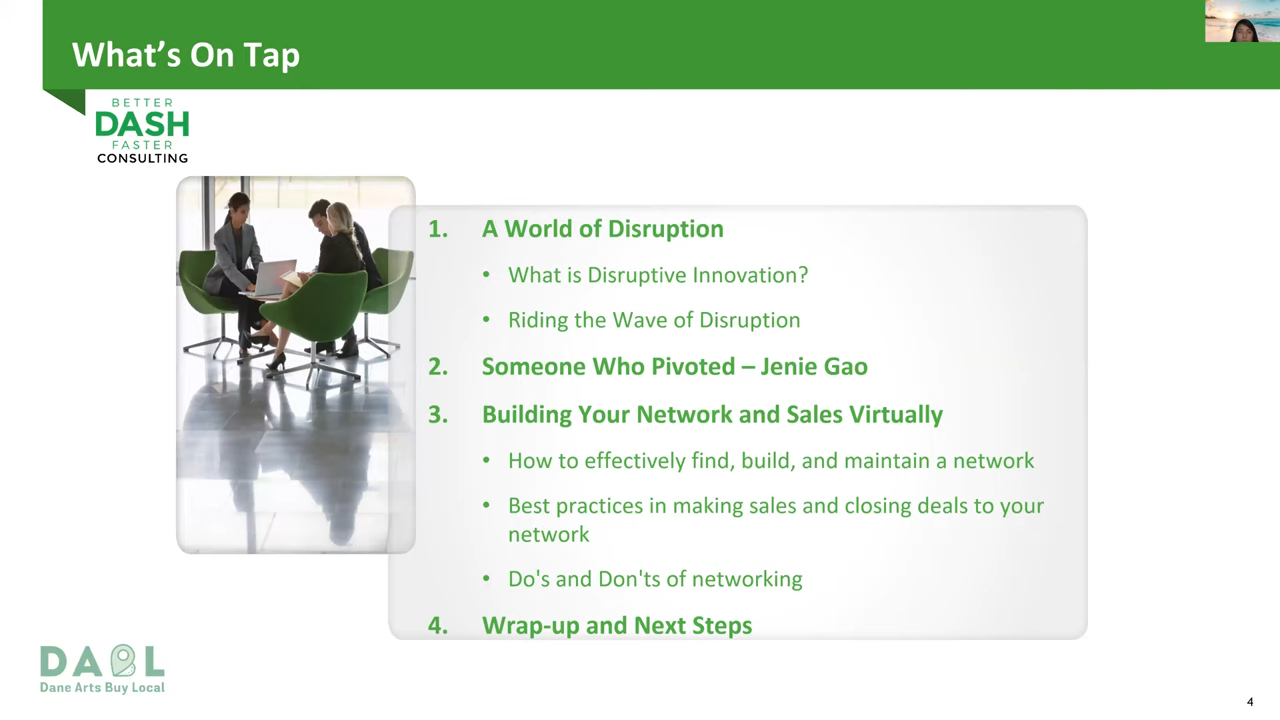 What's On Tap
BETTER
DASH
FASTER
CONSULTING
1. A World of Disruption
• What is Disruptive Innovation?
• Riding the Wave of Disruption
2. Someone Who Pivoted – Jenie Gao
3. Building Your Network and Sales Virtually
• How to effectively find, build, and maintain a network
• Best practices in making sales and closing deals to your
network
• Do's and Don'ts of networking
4. Wrap-up and Next Steps
DABL
Dane Arts Buy Local
4